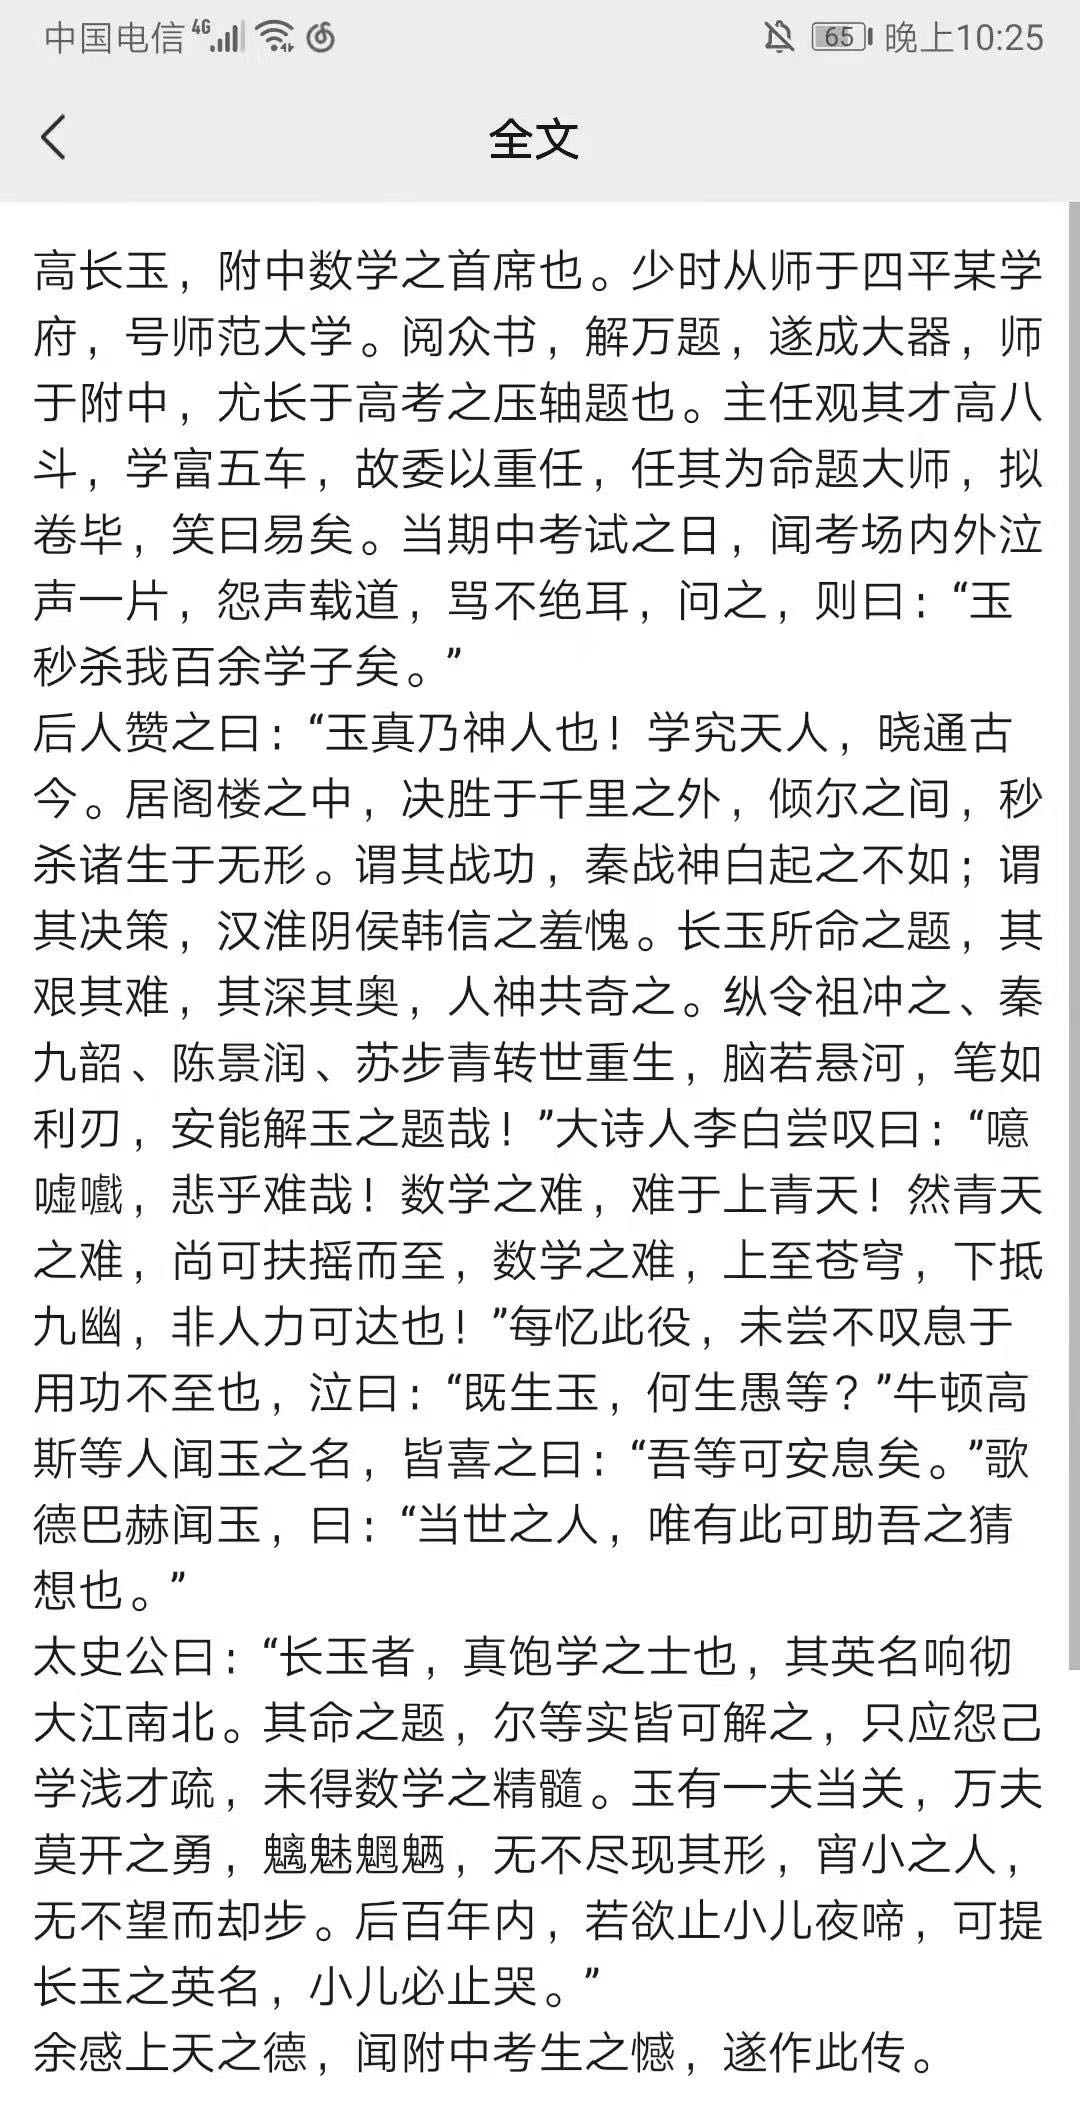 中国电信 4G 65 晚上10:25
全文
高长玉，附中数学之首席也。少时从师于四平某学
府，号师范大学。阅众书，解万题，遂成大器，师
于附中，尤长于高考之压轴题也。主任观其才高八
斗，学富五车，故委以重任，任其为命题大师，拟
卷毕，笑曰易矣。当期中考试之日，闻考场内外泣
声一片，怨声载道，骂不绝耳，问之，则曰：“玉
秒杀我百余学子矣。”
后人赞之曰：“玉真乃神人也！学究天人，晓通古
今。居阁楼之中，决胜于千里之外，倾尔之间，秒
杀诸生于无形。谓其战功，秦战神白起之不如；谓
其决策，汉淮阴侯韩信之羞愧。长玉所命之题，其
艰其难，其深其奥，人神共奇之。纵令祖冲之、秦
九韶、陈景润、苏步青转世重生，脑若悬河，笔如
利刃，安能解玉之题哉！”大诗人李白尝叹曰：“噫
嘘嚱，悲乎难哉！数学之难，难于上青天！然青天
之难，尚可扶摇而至，数学之难，上至苍穹，下抵
九幽，非人力可达也！”每忆此役，未尝不叹息于
用功不至也，泣曰：“既生玉，何生愚等？”牛顿高
斯等人闻玉之名，皆喜之曰：“吾等可安息矣。”歌
德巴赫闻玉，曰：“当世之人，唯有此可助吾之猜
想也。”
太史公曰：“长玉者，真饱学之士也，其英名响彻
大江南北。其命之题，尔等实皆可解之，只应怨己
学浅才疏，未得数学之精髓。玉有一夫当关，万夫
莫开之勇，魑魅魍魉，无不尽现其形，宵小之人，
无不望而却步。后百年内，若欲止小儿夜啼，可提
长玉之英名，小儿必止哭。”
余感上天之德，闻附中考生之憾，遂作此传。